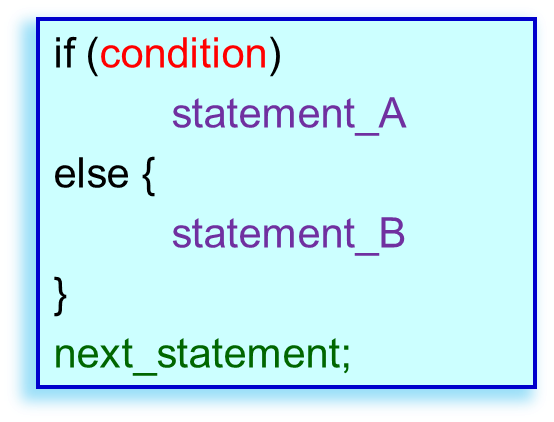 if (condition)
statement_A
else {
statement_B
}
next_statement;